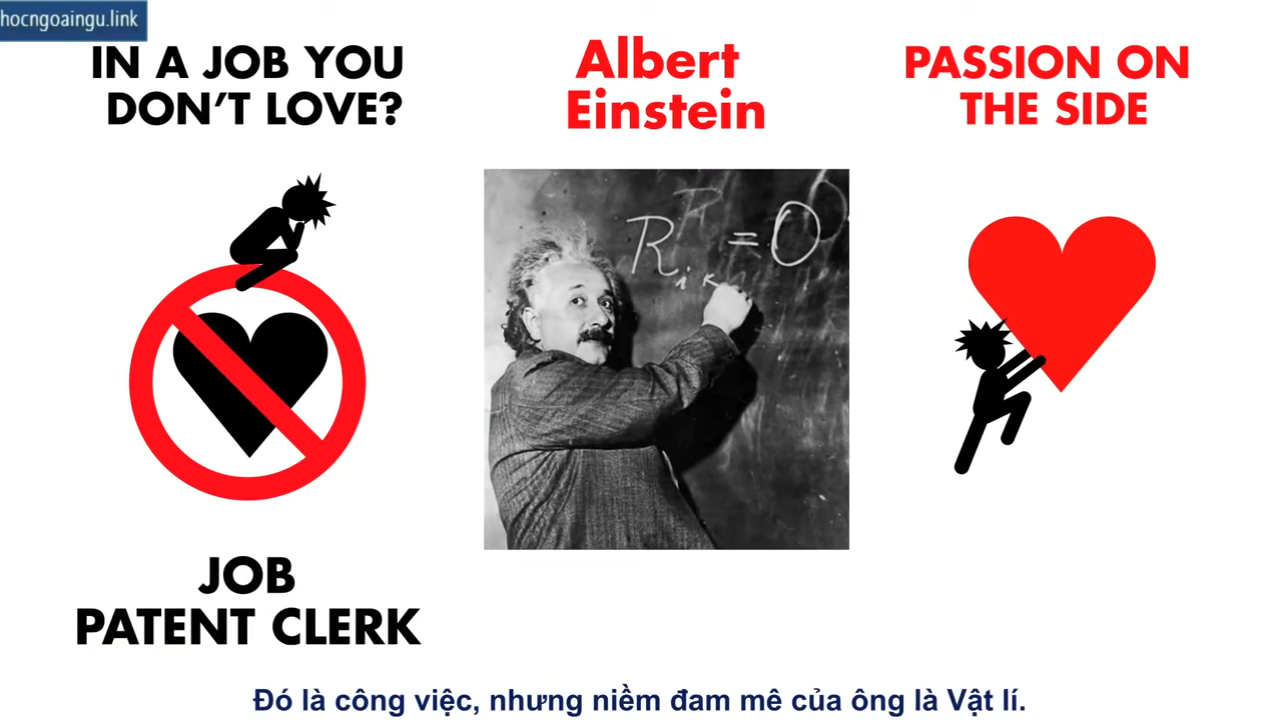 hocngoaingu.link
IN A JOB YOU
DON'T LOVE?
Albert
Einstein
PASSION ON
THE SIDE
R
R i κ = 0
JOB
PATENT CLERK
Đó là công việc, nhưng niềm đam mê của ông là Vật lí.